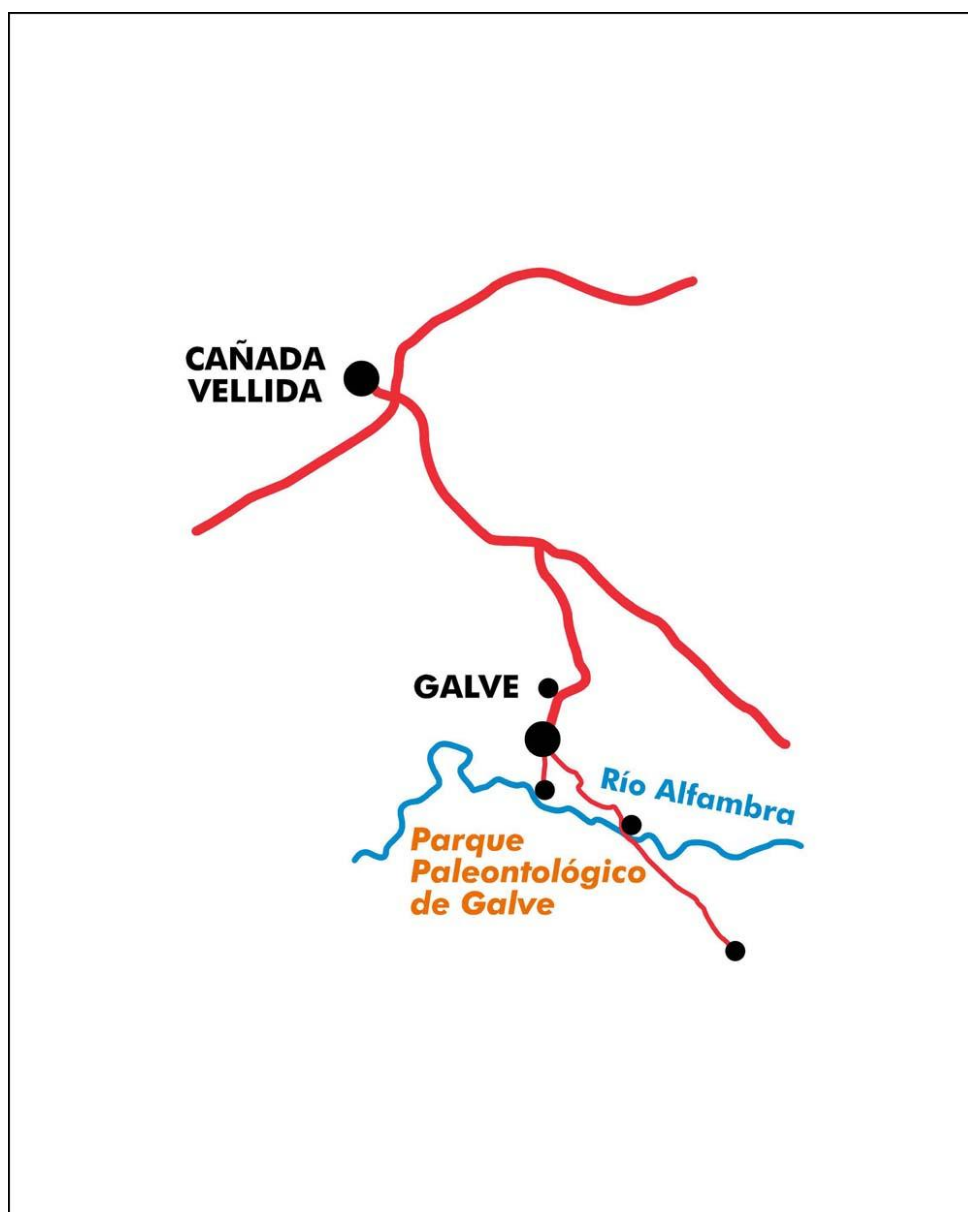 CAÑADA
VELLIDA
GALVE
Río Alfambra
Parque
Paleontológico
de Galve